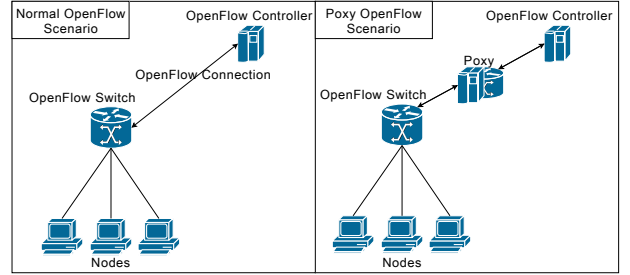 Normal OpenFlow
Scenario
OpenFlow Controller
OpenFlow Connection
OpenFlow Switch
Nodes
Poxy OpenFlow
Scenario
OpenFlow Controller
Poxy
OpenFlow Switch
Nodes